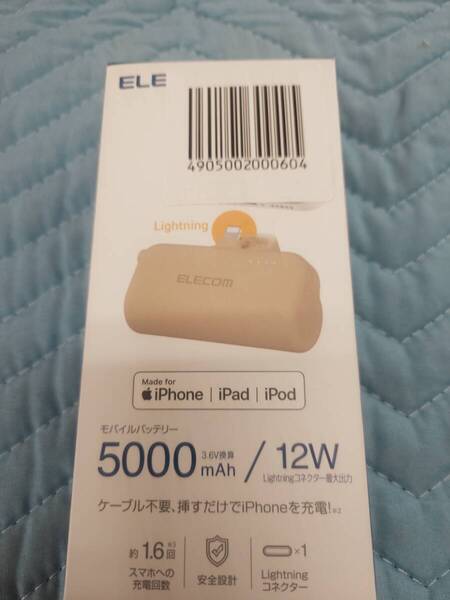 ELE
4905002000604
Lightning
ELECOM
Made for
iPhone | iPad | iPod
モバイルバッテリー
5000 3.6V換算 mAh / 12W
Lightningコネクター最大出力
ケーブル不要、挿すだけでiPhoneを充電!※2
約1.6回※3
スマホへの
充電回数
安全設計
×1
Lightning
コネクター